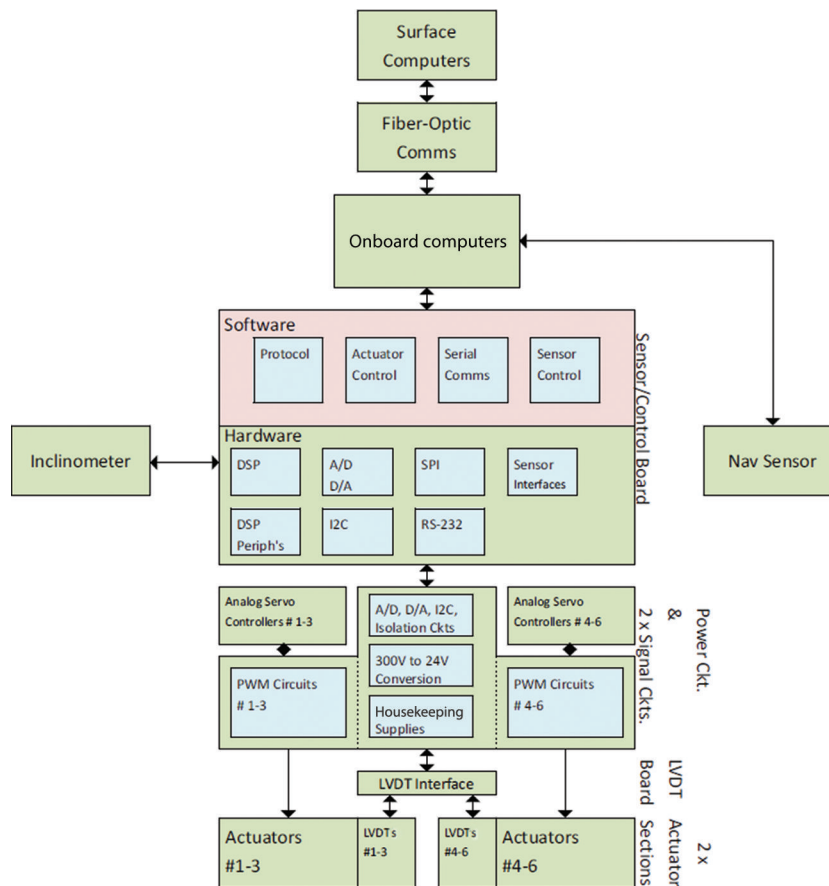 Surface
Computers
Fiber-Optic
Comms
Onboard computers
Software
Protocol
Actuator
Control
Serial
Comms
Sensor
Control
Sensor/Control Board
Inclinometer
Hardware
DSP
A/D
D/A
SPI
Sensor
Interfaces
DSP
Periph's
I2C
RS-232
Nav Sensor
Analog Servo
Controllers # 1-3
A/D, D/A, I2C,
Isolation Ckts
Analog Servo
Controllers # 4-6
300V to 24V
Conversion
PWM Circuits
# 1-3
Housekeeping
Supplies
PWM Circuits
# 4-6
Power Ckt.
&
2 x Signal Ckts.
LVDT Interface
LVDT
Board
Actuators
#1-3
LVDTs
#1-3
LVDTs
#4-6
Actuators
#4-6
2 x
Actuator
Sections